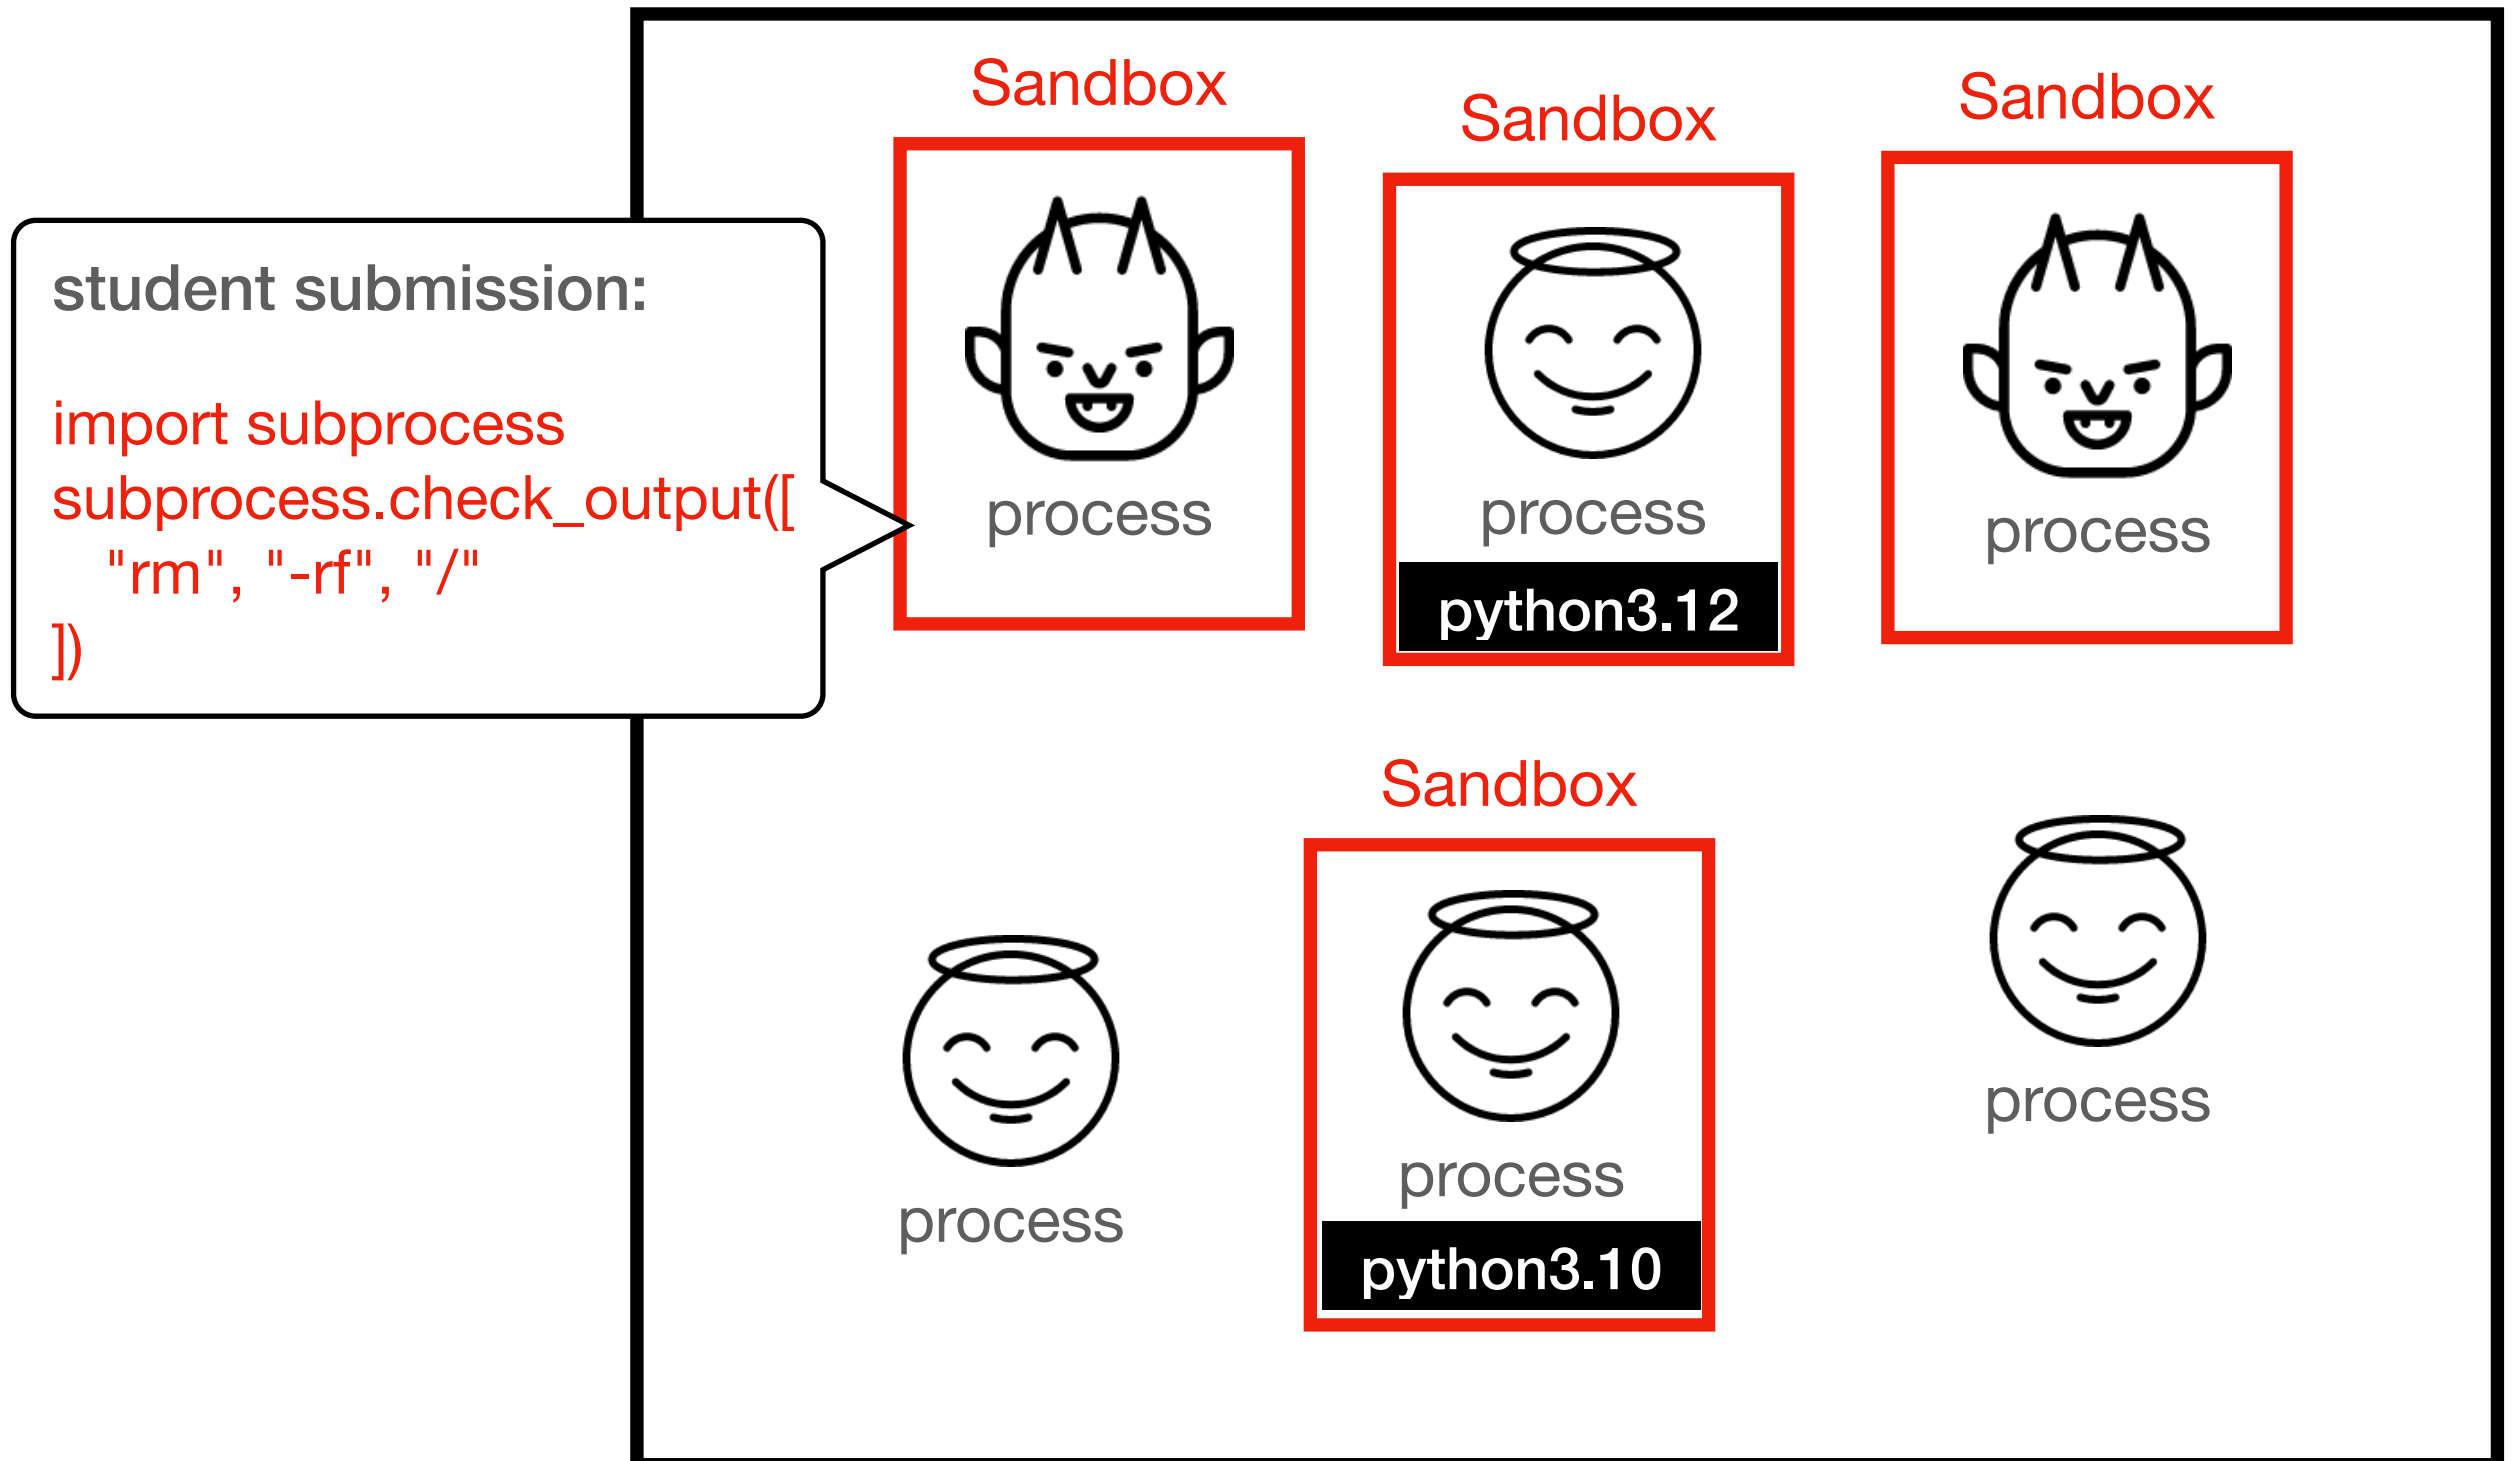 Sandbox
Sandbox
Sandbox
student submission:
import subprocess
subprocess.check_output([
"rm", "-rf", "/"
])
process
process
process
python3.12
Sandbox
process
process
process
python3.10